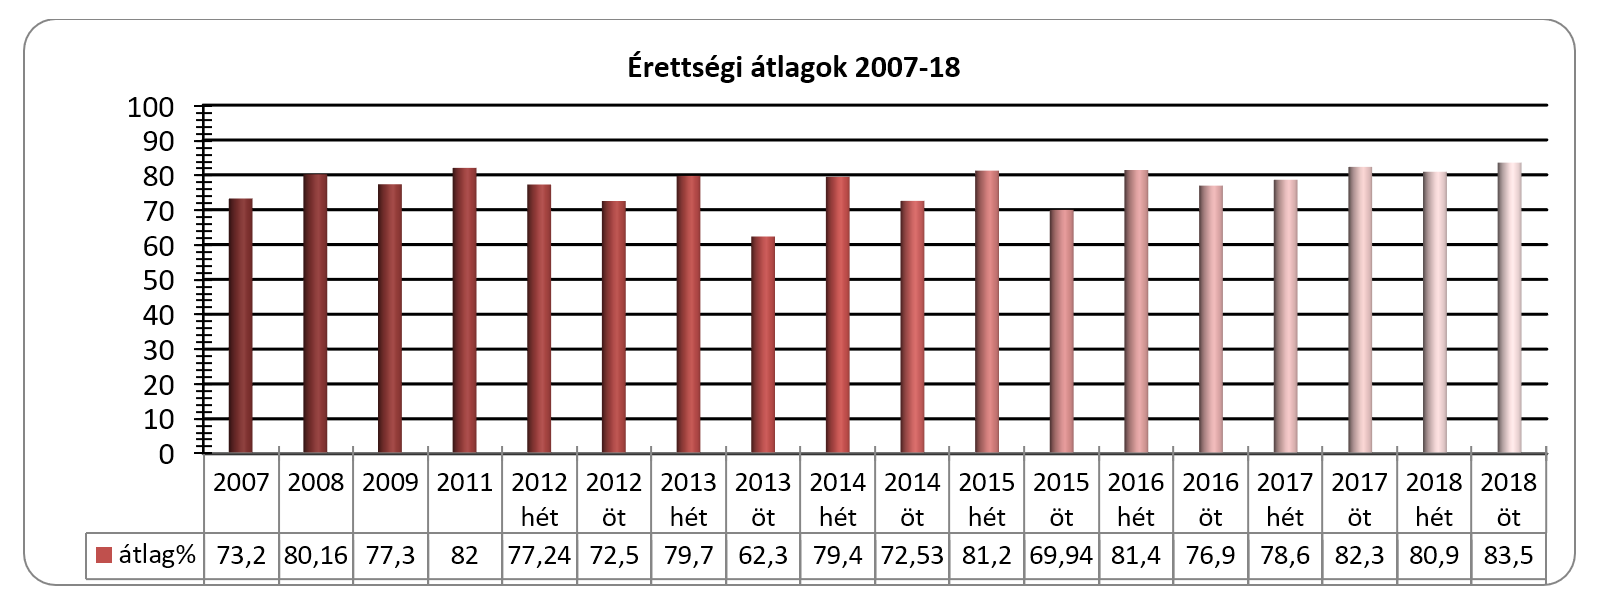 Érettségi átlagok 2007-18
100
90
80
70
60
50
40
30
20
10
0
2007 2008 2009 2011 2012 2012 2013 2013 2014 2014 2015 2015 2016 2016 2017 2017 2018 2018
hét öt hét öt hét öt hét öt hét öt hét öt hét öt
átlag% 73,2 80,16 77,3 82 77,24 72,5 79,7 62,3 79,4 72,53 81,2 69,94 81,4 76,9 78,6 82,3 80,9 83,5